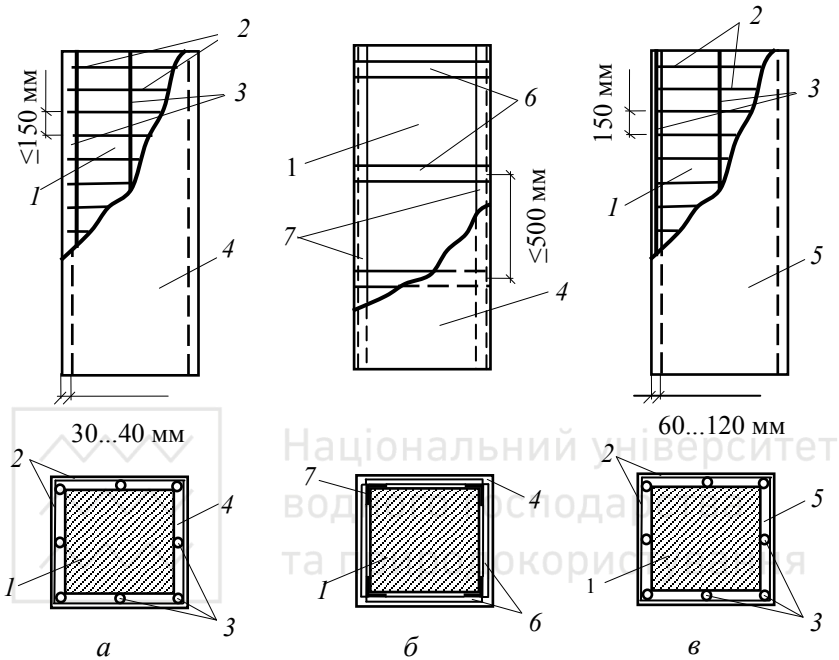 2
3
≤150 мм
1
4
30...40 мм
6
1
7
≤500 мм
4
2
3
150 мм
1
5
60...120 мм
Національний університет
водного господарства
та природокористування
2
4
1
3
а
7
4
1
6
б
2
5
1
3
в